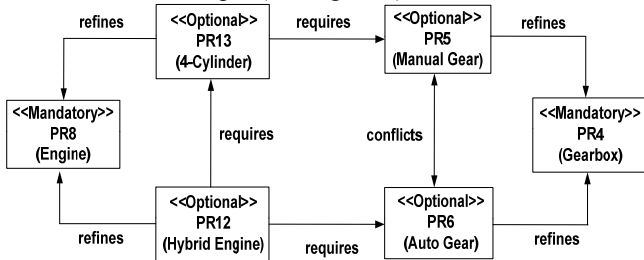 <<Optional>>
PR13
(4-Cylinder)
<<Optional>>
PR5
(Manual Gear)
refines
requires
refines
<<Mandatory>>
PR8
(Engine)
requires
conflicts
<<Mandatory>>
PR4
(Gearbox)
<<Optional>>
PR12
(Hybrid Engine)
<<Optional>>
PR6
(Auto Gear)
refines
requires
refines